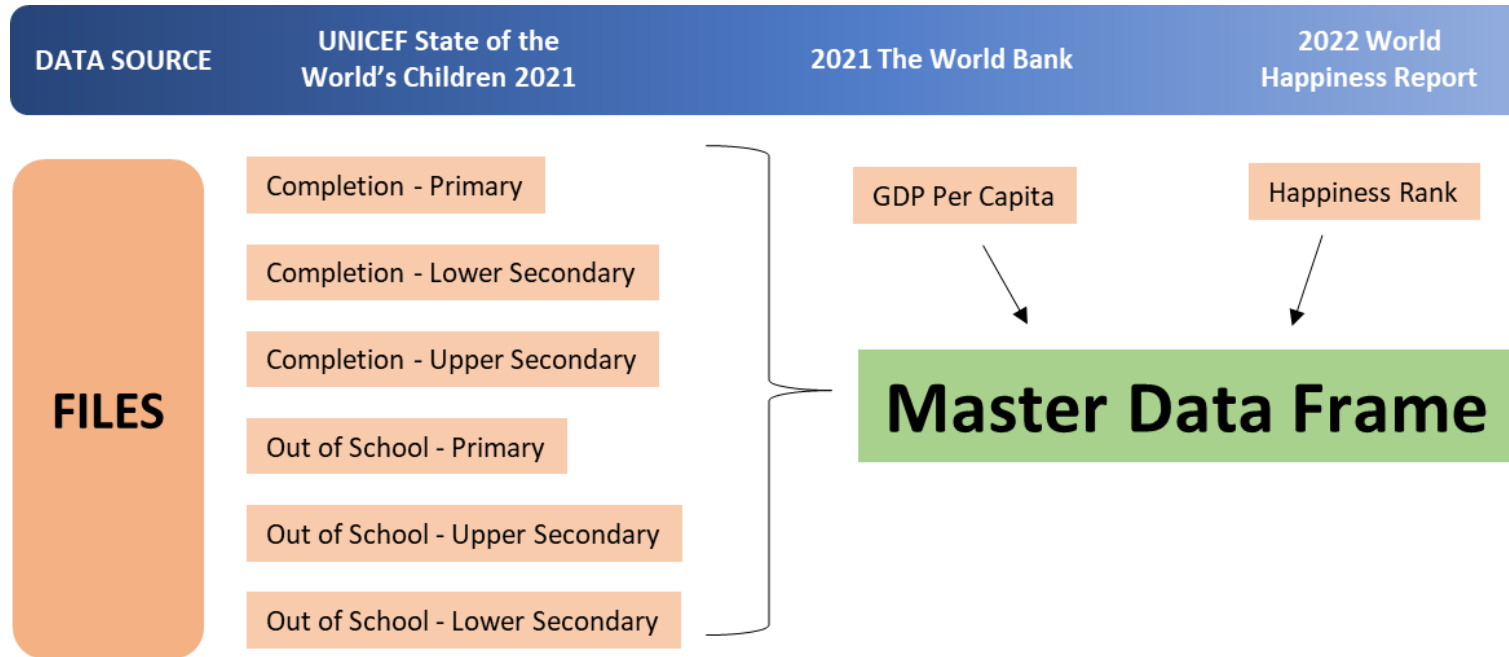 DATA SOURCE
UNICEF State of the
World's Children 2021
2021 The World Bank
2022 World
Happiness Report
FILES
Completion - Primary
Completion - Lower Secondary
Completion - Upper Secondary
Out of School - Primary
Out of School - Upper Secondary
Out of School - Lower Secondary
GDP Per Capita
Happiness Rank
Master Data Frame